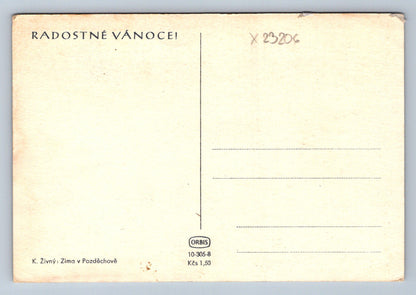 RADOSTNÉ VÁNOCE!
X 23206
ORBIS
10-305-8
Kčs 1,50
K. Živný: Zima v Pozděchově